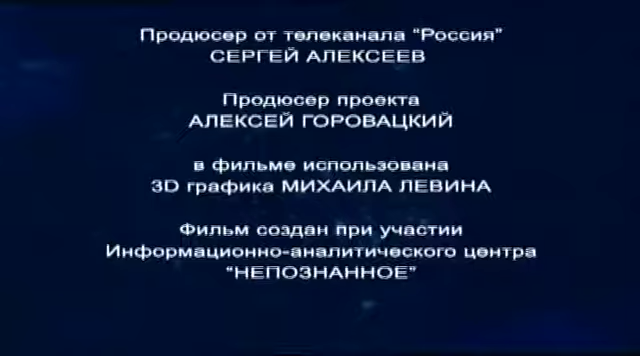 Продюсер от телеканала "Россия"
СЕРГЕЙ АЛЕКСЕЕВ
Продюсер проекта
АЛЕКСЕЙ ГОРОВАЦКИЙ
в фильме использована
3D графика МИХАИЛА ЛЕВИНА
Фильм создан при участии
Информационно-аналитического центра
"НЕПОЗНАННОЕ"